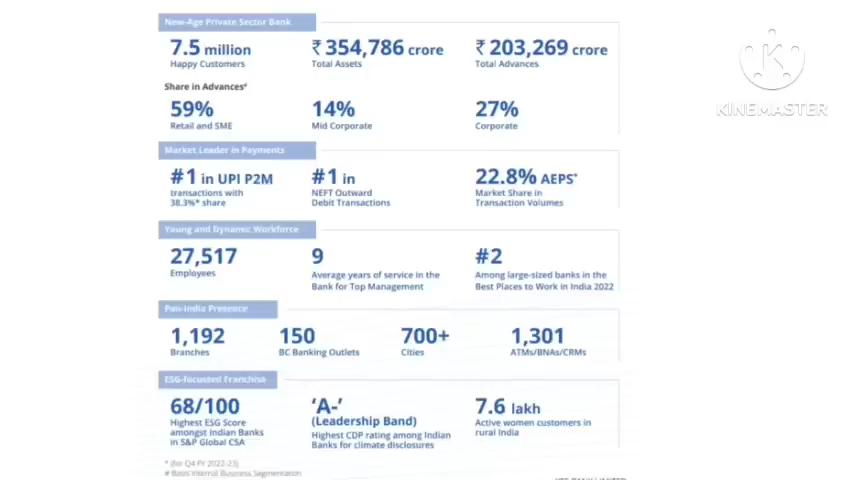 New-Age Private Sector Bank
7.5 million
Happy Customers
₹ 354,786 crore
Total Assets
₹ 203,269 crore
Total Advances
Share in Advances#
59%
Retail and SME
14%
Mid Corporate
27%
Corporate
Market Leader in Payments
#1 in UPI P2M
transactions with
38.3%* share
#1 in
NEFT Outward
Debit Transactions
22.8% AEPS*
Market Share in
Transaction Volumes
Young and Dynamic Workforce
27,517
Employees
9
Average years of service in the
Bank for Top Management
#2
Among large-sized banks in the
Best Places to Work in India 2022
Pan-India Presence
1,192
Branches
150
BC Banking Outlets
700+
Cities
1,301
ATMs/BNAs/CRMs
ESG-focussed Franchise
68/100
Highest ESG Score
amongst Indian Banks
in S&P Global CSA
'A-'
(Leadership Band)
Highest CDP rating among Indian
Banks for climate disclosures
7.6 lakh
Active women customers in
rural India
* (for Q4 FY 2022-23)
# Basis Internal Business Segmentation
KINEMASTER